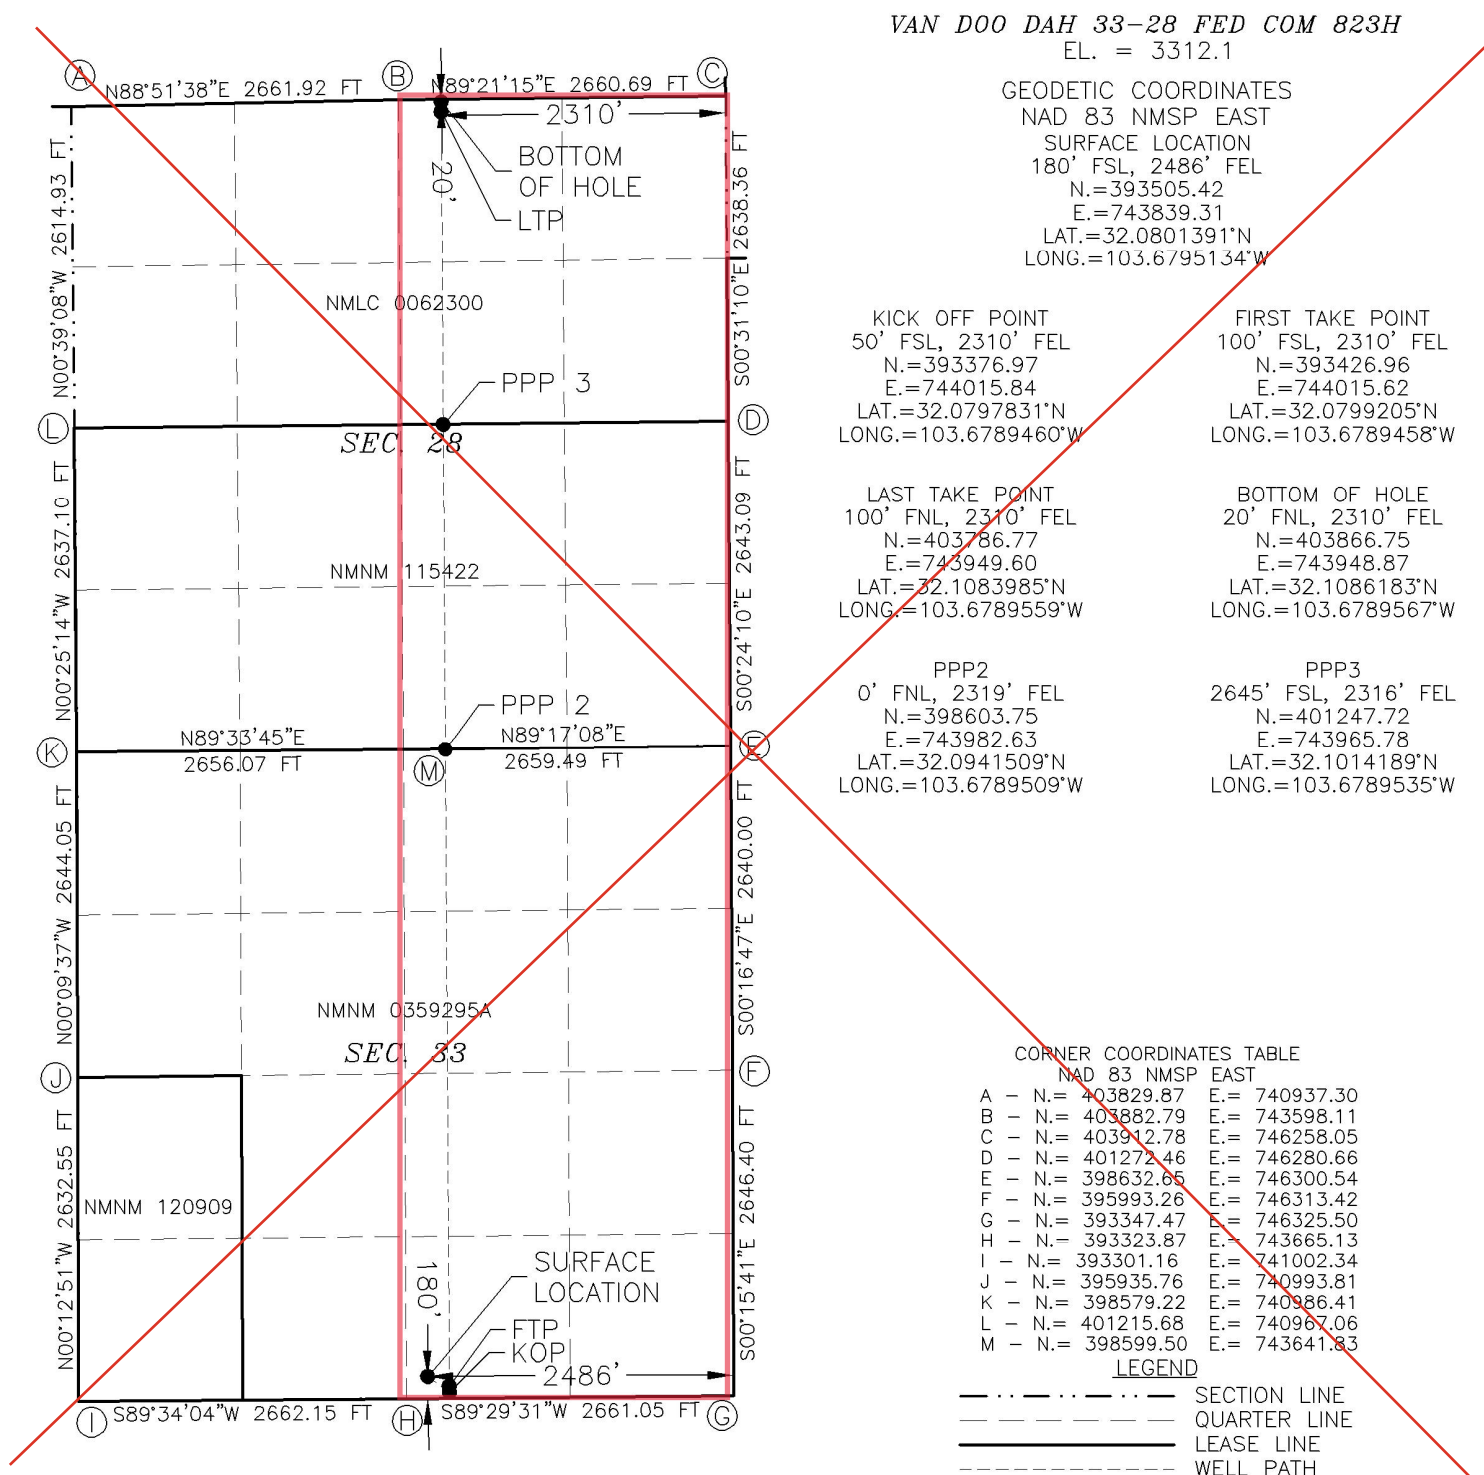 VAN DOO DAH 33-28 FED COM 823H
EL. = 3312.1
GEODETIC COORDINATES
NAD 83 NMSP EAST
SURFACE LOCATION
180' FSL, 2486' FEL
N.=393505.42
E.=743839.31
LAT.=32.0801391°N
LONG.=103.6795134°W
KICK OFF POINT
50' FSL, 2310' FEL
N.=393376.97
E.=744015.84
LAT.=32.0797831°N
LONG.=103.6789460°W
FIRST TAKE POINT
100' FSL, 2310' FEL
N.=393426.96
E.=744015.62
LAT.=32.0799205°N
LONG.=103.6789458°W
LAST TAKE POINT
100' FNL, 2310' FEL
N.=403786.77
E.=743949.60
LAT.=32.1083985°N
LONG.=103.6789559°W
BOTTOM OF HOLE
20' FNL, 2310' FEL
N.=403866.75
E.=743948.87
LAT.=32.1086183°N
LONG.=103.6789567°W
PPP2
0' FNL, 2319' FEL
N.=398603.75
E.=743982.63
LAT.=32.0941509°N
LONG.=103.6789509°W
PPP3
2645' FSL, 2316' FEL
N.=401247.72
E.=743965.78
LAT.=32.1014189°N
LONG.=103.6789535°W
CORNER COORDINATES TABLE
NAD 83 NMSP EAST
A - N.= 403829.87 E.= 740937.30
B - N.= 403882.79 E.= 743598.11
C - N.= 403912.78 E.= 746258.05
D - N.= 401272.46 E.= 746280.66
E - N.= 398632.65 E.= 746300.54
F - N.= 395993.26 E.= 746313.42
G - N.= 393347.47 E.= 746325.50
H - N.= 393323.87 E.= 743665.13
I - N.= 393301.16 E.= 741002.34
J - N.= 395935.76 E.= 740993.81
K - N.= 398579.22 E.= 740986.41
L - N.= 401215.68 E.= 740967.06
M - N.= 398599.50 E.= 743641.83
LEGEND
SECTION LINE
QUARTER LINE
LEASE LINE
WELL PATH
A
B
C
N88°51'38"E 2661.92 FT
N89°21'15"E 2660.69 FT
2310'
BOTTOM
OF HOLE
20'
LTP
N00°39'08"W 2614.93 FT
S00°31'10"E 2638.36 FT
NMLC 0062300
PPP 3
L
D
SEC. 28
N00°25'14"W 2637.10 FT
S00°24'10"E 2643.09 FT
NMNM 115422
PPP 2
N89°33'45"E
2656.07 FT
N89°17'08"E
2659.49 FT
K
M
E
N00°09'37"W 2644.05 FT
S00°16'47"E 2640.00 FT
NMNM 0359295A
SEC. 33
J
F
N00°12'51"W 2632.55 FT
S00°15'41"E 2646.40 FT
NMNM 120909
180'
SURFACE
LOCATION
FTP
KOP
2486'
I
H
G
S89°34'04"W 2662.15 FT
S89°29'31"W 2661.05 FT